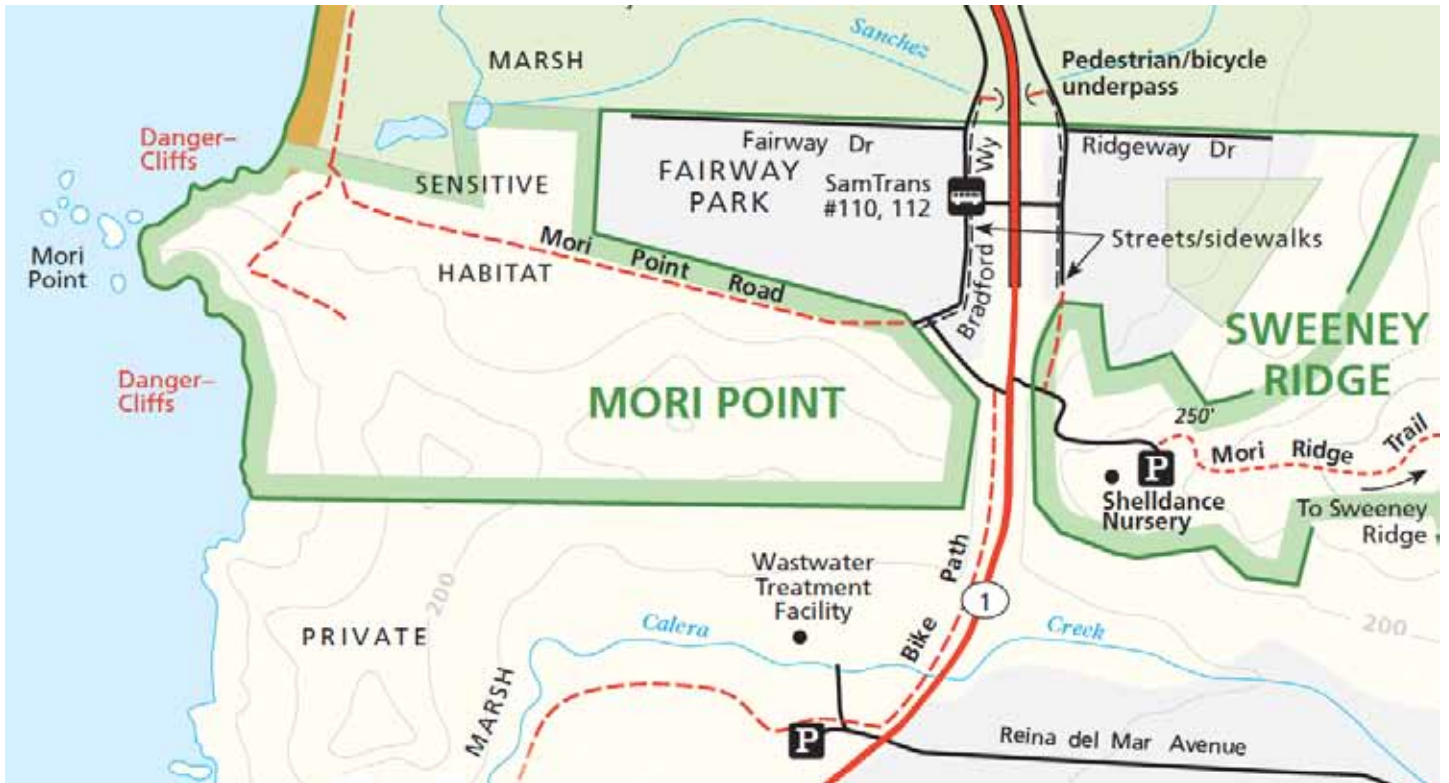 Sanchez
MARSH
Pedestrian/bicycle
underpass
Danger–
Cliffs
Fairway Dr
Wy
Ridgeway Dr
FAIRWAY
PARK
SENSITIVE
SamTrans
#110, 112
Mori
Point
Mori Point Road
HABITAT
Bradford
Streets/sidewalks
SWEENEY
RIDGE
Danger–
Cliffs
MORI POINT
250'
Mori Ridge Trail
P
Shelldance
Nursery
To Sweeney
Ridge
Wastwater
Treatment
Facility
Bike Path
1
200
PRIVATE
Calera Creek
200
MARSH
P
Reina del Mar Avenue